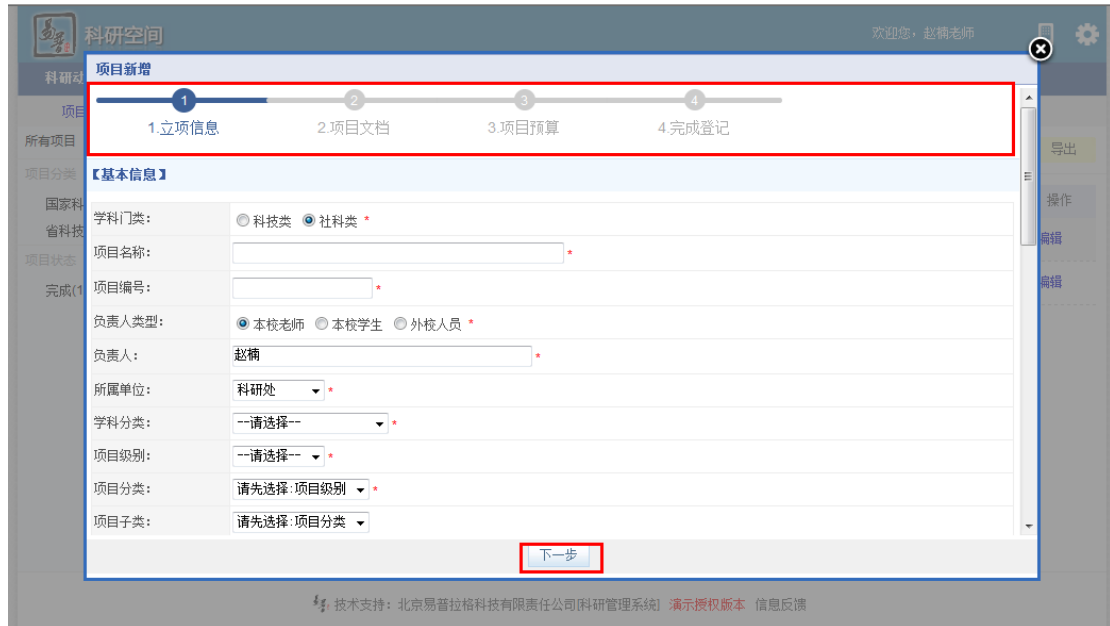 易普 科研空间 欢迎您，赵楠老师
科研动
项目新增
项目
1 2 3 4
1.立项信息 2.项目文档 3.项目预算 4.完成登记
所有项目 导出
项目分类 【基本信息】
国家科 学科门类： 科技类 社科类 * 操作
省科技 编辑
项目状态 项目名称： *
完成(1 项目编号： * 编辑
负责人类型： 本校老师 本校学生 外校人员 *
负责人： 赵楠 *
所属单位： 科研处 *
学科分类： --请选择-- *
项目级别： --请选择-- *
项目分类： 请先选择:项目级别 *
项目子类： 请先选择:项目分类
下一步
技术支持：北京易普拉格科技有限责任公司[科研管理系统] 演示授权版本 信息反馈